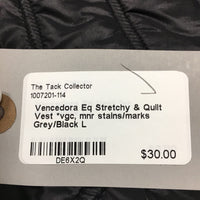 The Tack Collector
1007201-114
Vencedora Eq Stretchy & Quilt
Vest *vgc, mnr stains/marks
Grey/Black L
DE6X2Q
$30.00